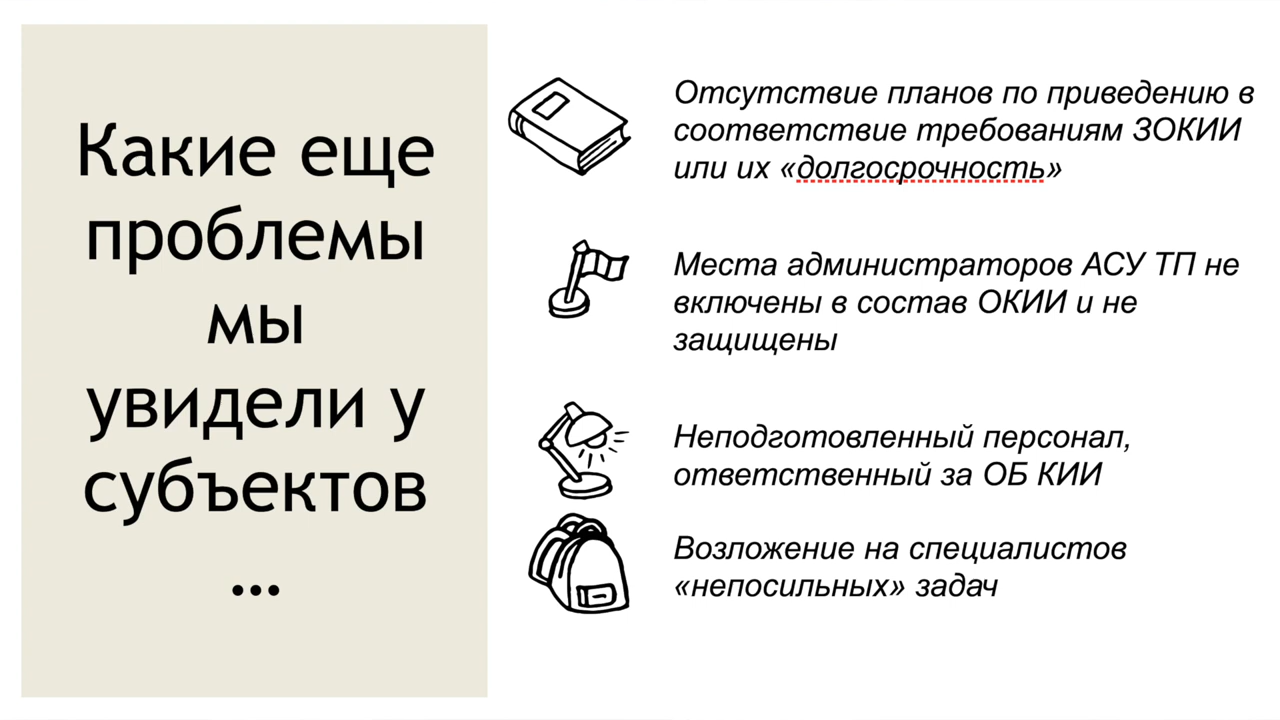 Какие еще
проблемы
мы
увидели у
субъектов
...
Отсутствие планов по приведению в
соответствие требованиям ЗОКИИ
или их «долгосрочность»
Места администраторов АСУ ТП не
включены в состав ОКИИ и не
защищены
Неподготовленный персонал,
ответственный за ОБ КИИ
Возложение на специалистов
«непосильных» задач